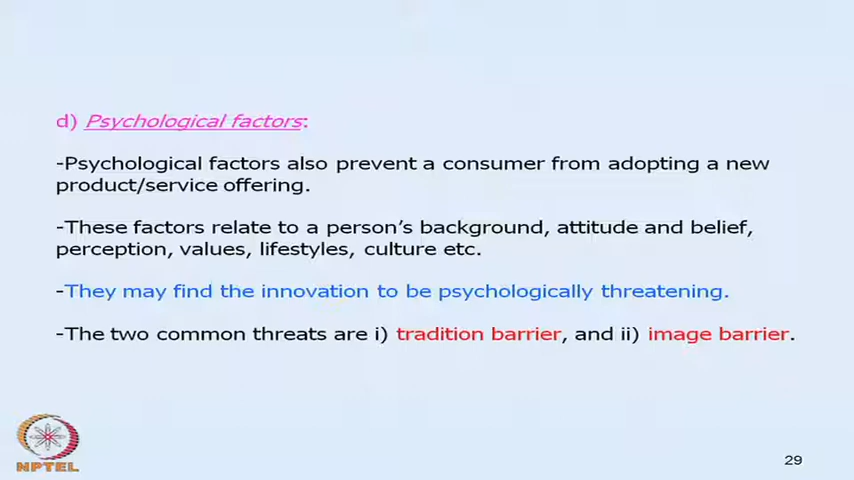 d) Psychological factors:
-Psychological factors also prevent a consumer from adopting a new
product/service offering.
-These factors relate to a person's background, attitude and belief,
perception, values, lifestyles, culture etc.
-They may find the innovation to be psychologically threatening.
-The two common threats are i) tradition barrier, and ii) image barrier.
NPTEL
29